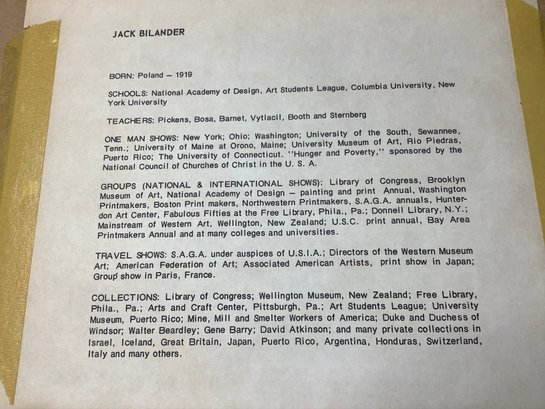 JACK BILANDER
BORN: Poland – 1919
SCHOOLS: National Academy of Design, Art Students League, Columbia University, New
York University
TEACHERS: Pickens, Bosa, Barnet, Vytlacil, Booth and Sternberg
ONE MAN SHOWS: New York; Ohio; Washington; University of the South, Sewannee,
Tenn.; University of Maine at Orono, Maine; University Museum of Art, Rio Piedras,
Puerto Rico; The University of Connecticut. ''Hunger and Poverty,'' sponsored by the
National Council of Churches of Christ in the U. S. A.
GROUPS (NATIONAL & INTERNATIONAL SHOWS): Library of Congress, Brooklyn
Museum of Art, National Academy of Design – painting and print Annual, Washington
Printmakers, Boston Print makers, Northwestern Printmakers, S.A.G.A. annuals, Hunter-
don Art Center, Fabulous Fifties at the Free Library, Phila., Pa.; Donnell Library, N.Y.;
Mainstream of Western Art, Wellington, New Zealand; U.S.C. print annual, Bay Area
Printmakers Annual and at many colleges and universities.
TRAVEL SHOWS: S.A.G.A. under auspices of U.S.I.A.; Directors of the Western Museum
Art; American Federation of Art; Associated American Artists, print show in Japan;
Group show in Paris, France.
COLLECTIONS: Library of Congress; Wellington Museum, New Zealand; Free Library,
Phila., Pa.; Arts and Craft Center, Pittsburgh, Pa.; Art Students League; University
Museum, Puerto Rico; Mine, Mill and Smelter Workers of America; Duke and Duchess of
Windsor; Walter Beardley; Gene Barry; David Atkinson; and many private collections in
Israel, Iceland, Great Britain, Japan, Puerto Rico, Argentina, Honduras, Switzerland,
Italy and many others.